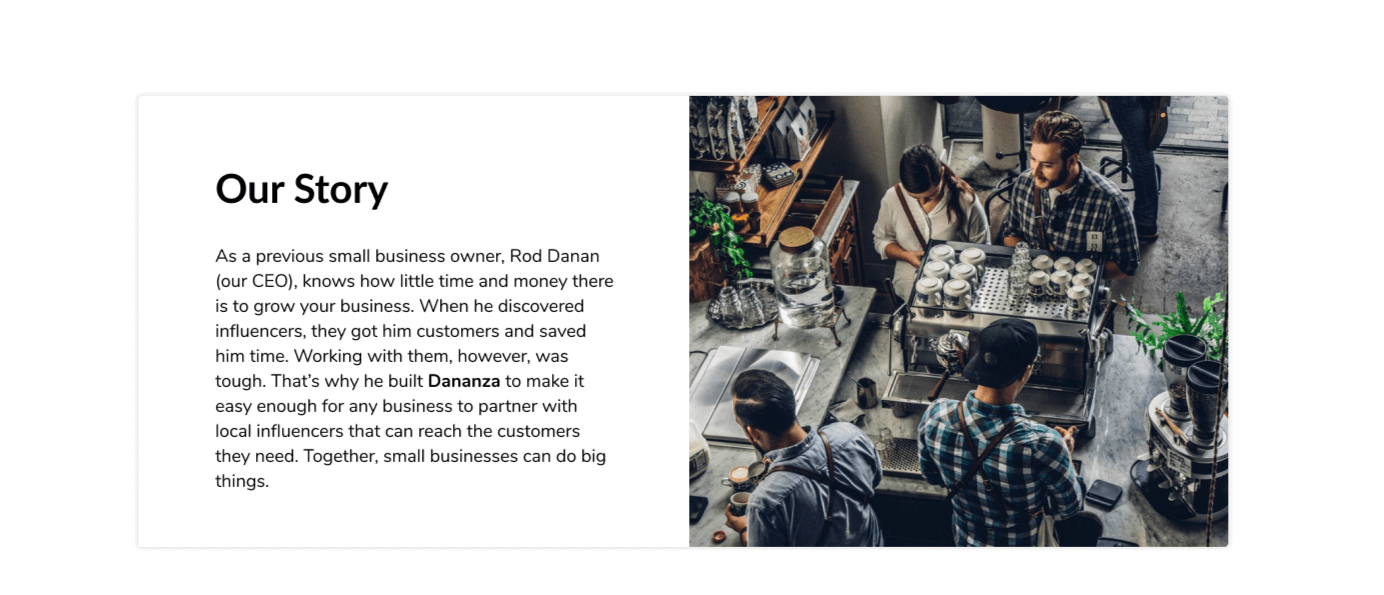 Our Story
As a previous small business owner, Rod Danan
(our CEO), knows how little time and money there
is to grow your business. When he discovered
influencers, they got him customers and saved
him time. Working with them, however, was
tough. That’s why he built Dananza to make it
easy enough for any business to partner with
local influencers that can reach the customers
they need. Together, small businesses can do big
things.